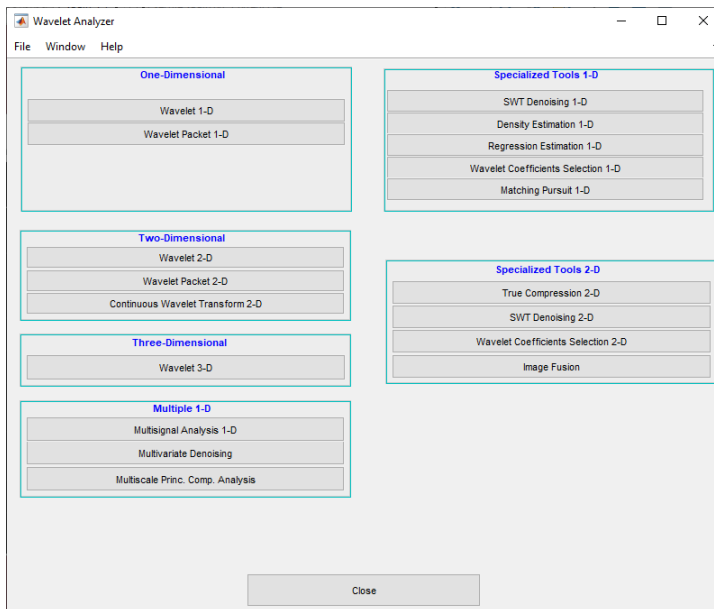 Wavelet Analyzer
File Window Help
One-Dimensional
Wavelet 1-D
Wavelet Packet 1-D
Two-Dimensional
Wavelet 2-D
Wavelet Packet 2-D
Continuous Wavelet Transform 2-D
Three-Dimensional
Wavelet 3-D
Multiple 1-D
Multisignal Analysis 1-D
Multivariate Denoising
Multiscale Princ. Comp. Analysis
Specialized Tools 1-D
SWT Denoising 1-D
Density Estimation 1-D
Regression Estimation 1-D
Wavelet Coefficients Selection 1-D
Matching Pursuit 1-D
Specialized Tools 2-D
True Compression 2-D
SWT Denoising 2-D
Wavelet Coefficients Selection 2-D
Image Fusion
Close